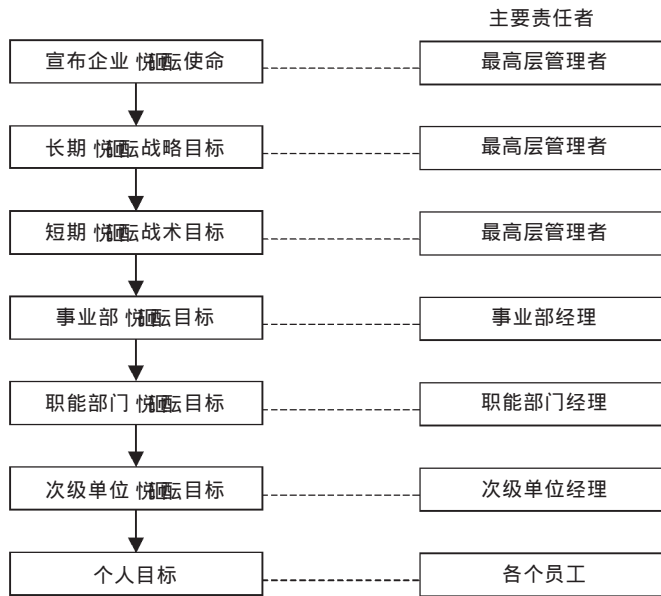 主要责任者
宣布企业 使命
最高层管理者
长期 战略目标
最高层管理者
短期 战术目标
最高层管理者
事业部 目标
事业部经理
职能部门 目标
职能部门经理
次级单位 目标
次级单位经理
个人目标
各个员工